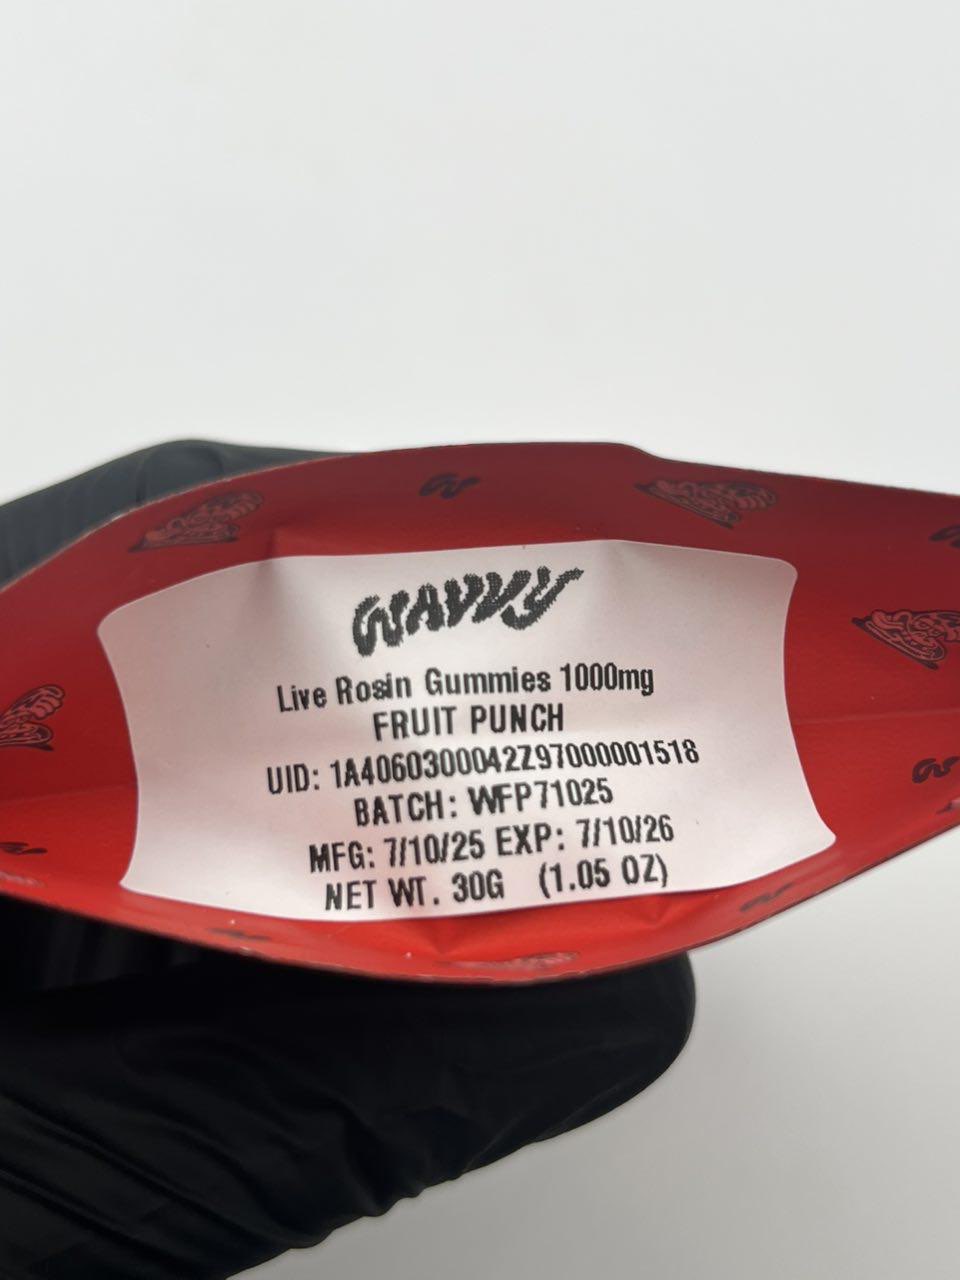 WAVVY
Live Rosin Gummies 1000mg
FRUIT PUNCH
UID: 1A4060300042Z97000001518
BATCH: WFP71025
MFG: 7/10/25 EXP: 7/10/26
NET WT. 30G (1.05 OZ)